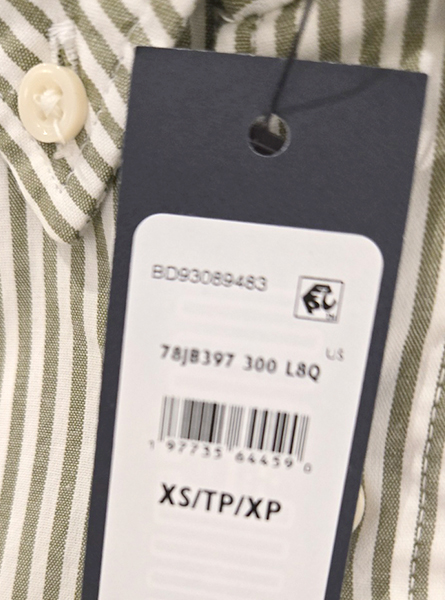 BD93089483
US
78JB397 300 L8Q
1 97735 64459 0
XS/TP/XP